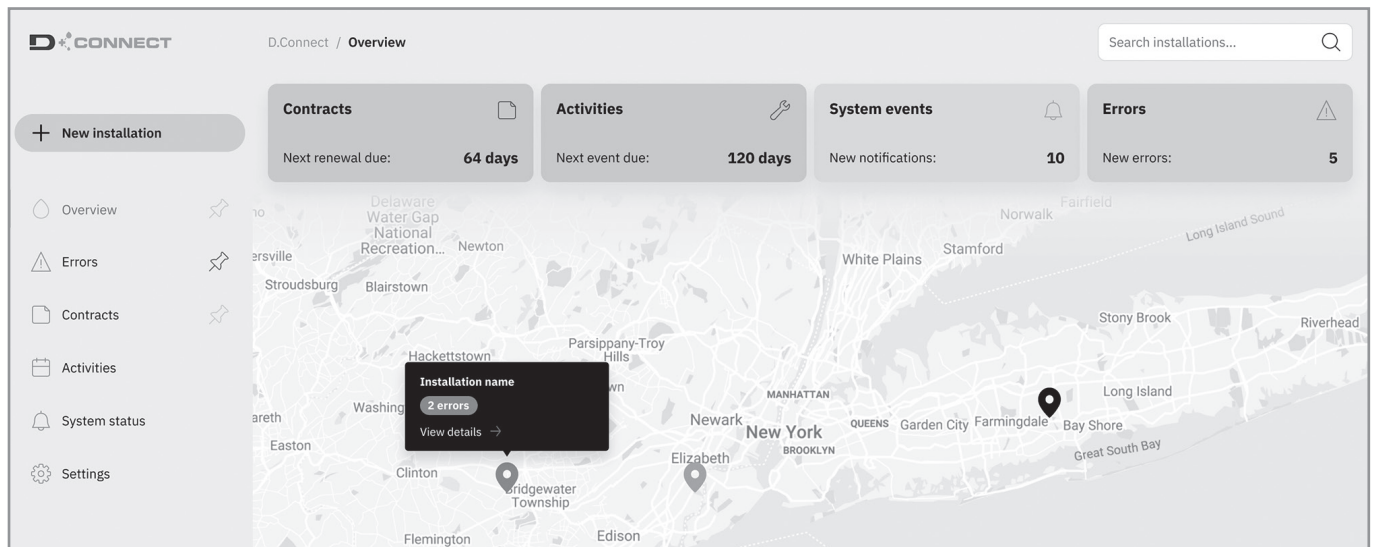 D CONNECT
D.Connect / Overview
Search installations...
New installation
Contracts
Next renewal due: 64 days
Activities
Next event due: 120 days
System events
New notifications: 10
Errors
New errors: 5
Overview
Errors
Contracts
Activities
System status
Settings
Delaware
Water Gap
National
Recreation...
Newton
Stroudsburg
Blairstown
Hackettstown
Parsippany-Troy
Hills
White Plains
Stamford
Norwalk
Fairfield
Long Island Sound
Stony Brook
Riverhead
Installation name
2 errors
View details
Washing
ersville
areth
wn
no
Easton
Clinton
Bridgewater
Township
Flemington
Edison
Elizabeth
Newark
New York
MANHATTAN
BROOKLYN
QUEENS
Garden City
Farmingdale
Bay Shore
Long Island
Great South Bay